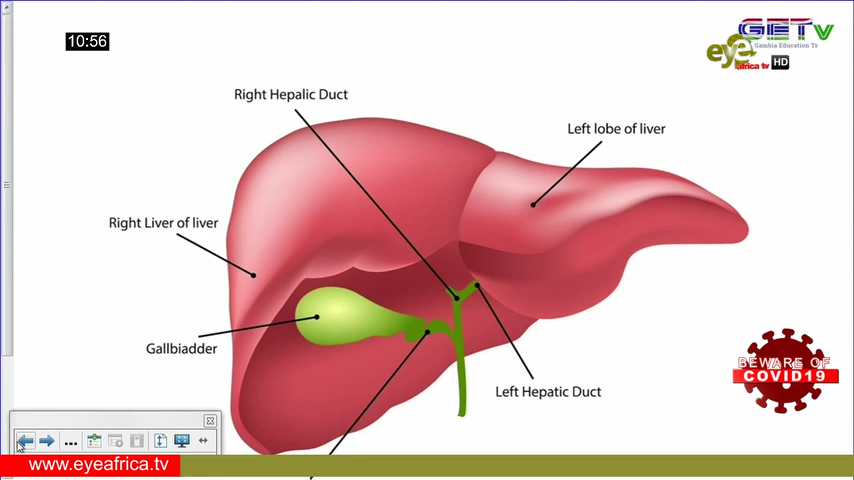 10:56
GETv
Gambia Education Tv
eye
africa tv HD
Right Hepalic Duct
Left lobe of liver
Right Liver of liver
Gallbiadder
Left Hepatic Duct
BEWARE OF
COVID19
www.eyeafrica.tv